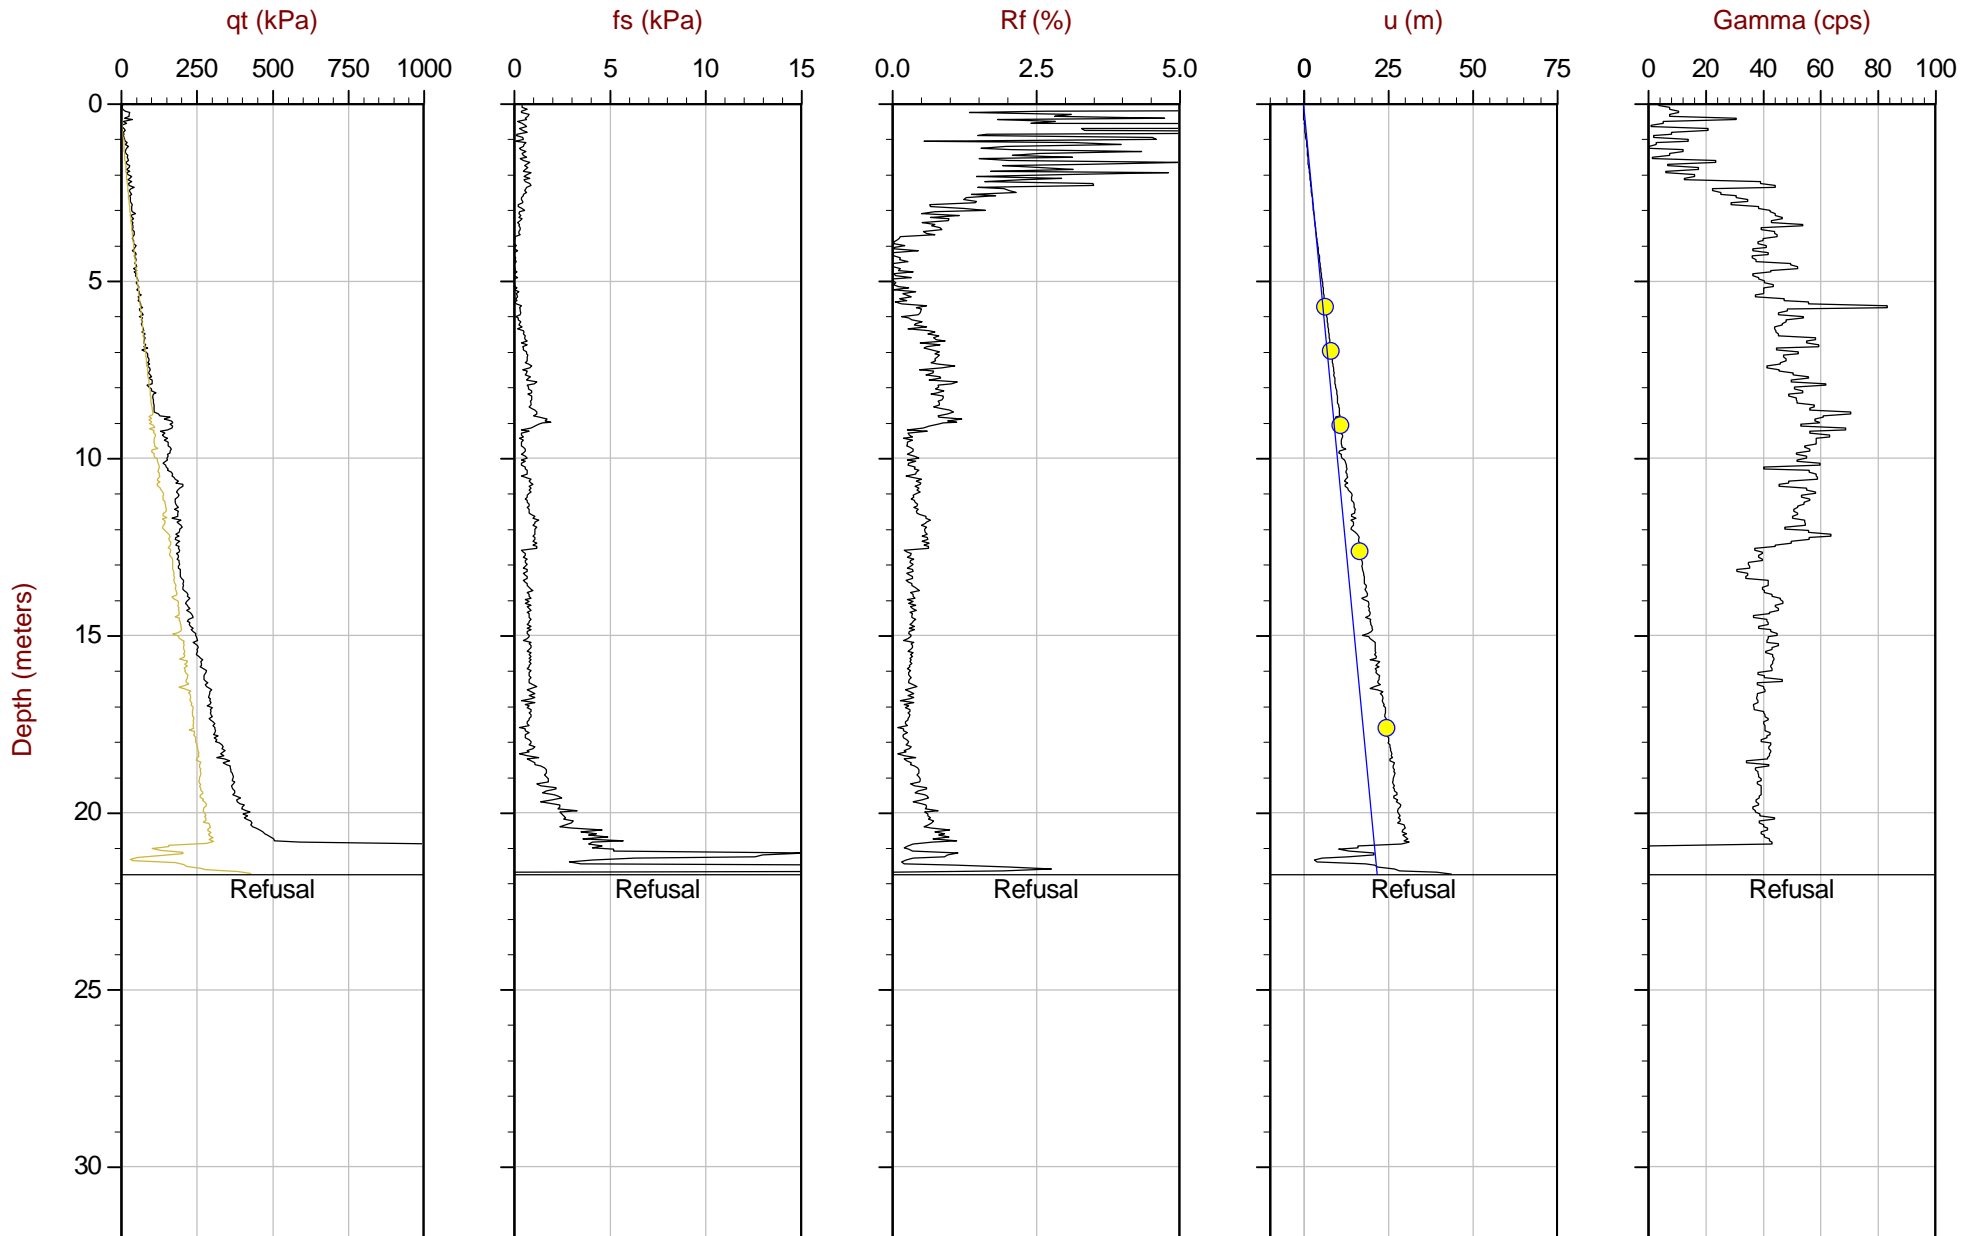 qt (kPa) fs (kPa) Rf (%) u (m) Gamma (cps)
0 250 500 750 1000 0 5 10 15 0.0 2.5 5.0 0 25 50 75 0 20 40 60 80 100
0
5
10
15
20
25
30
Depth (meters)
Refusal Refusal Refusal Refusal Refusal